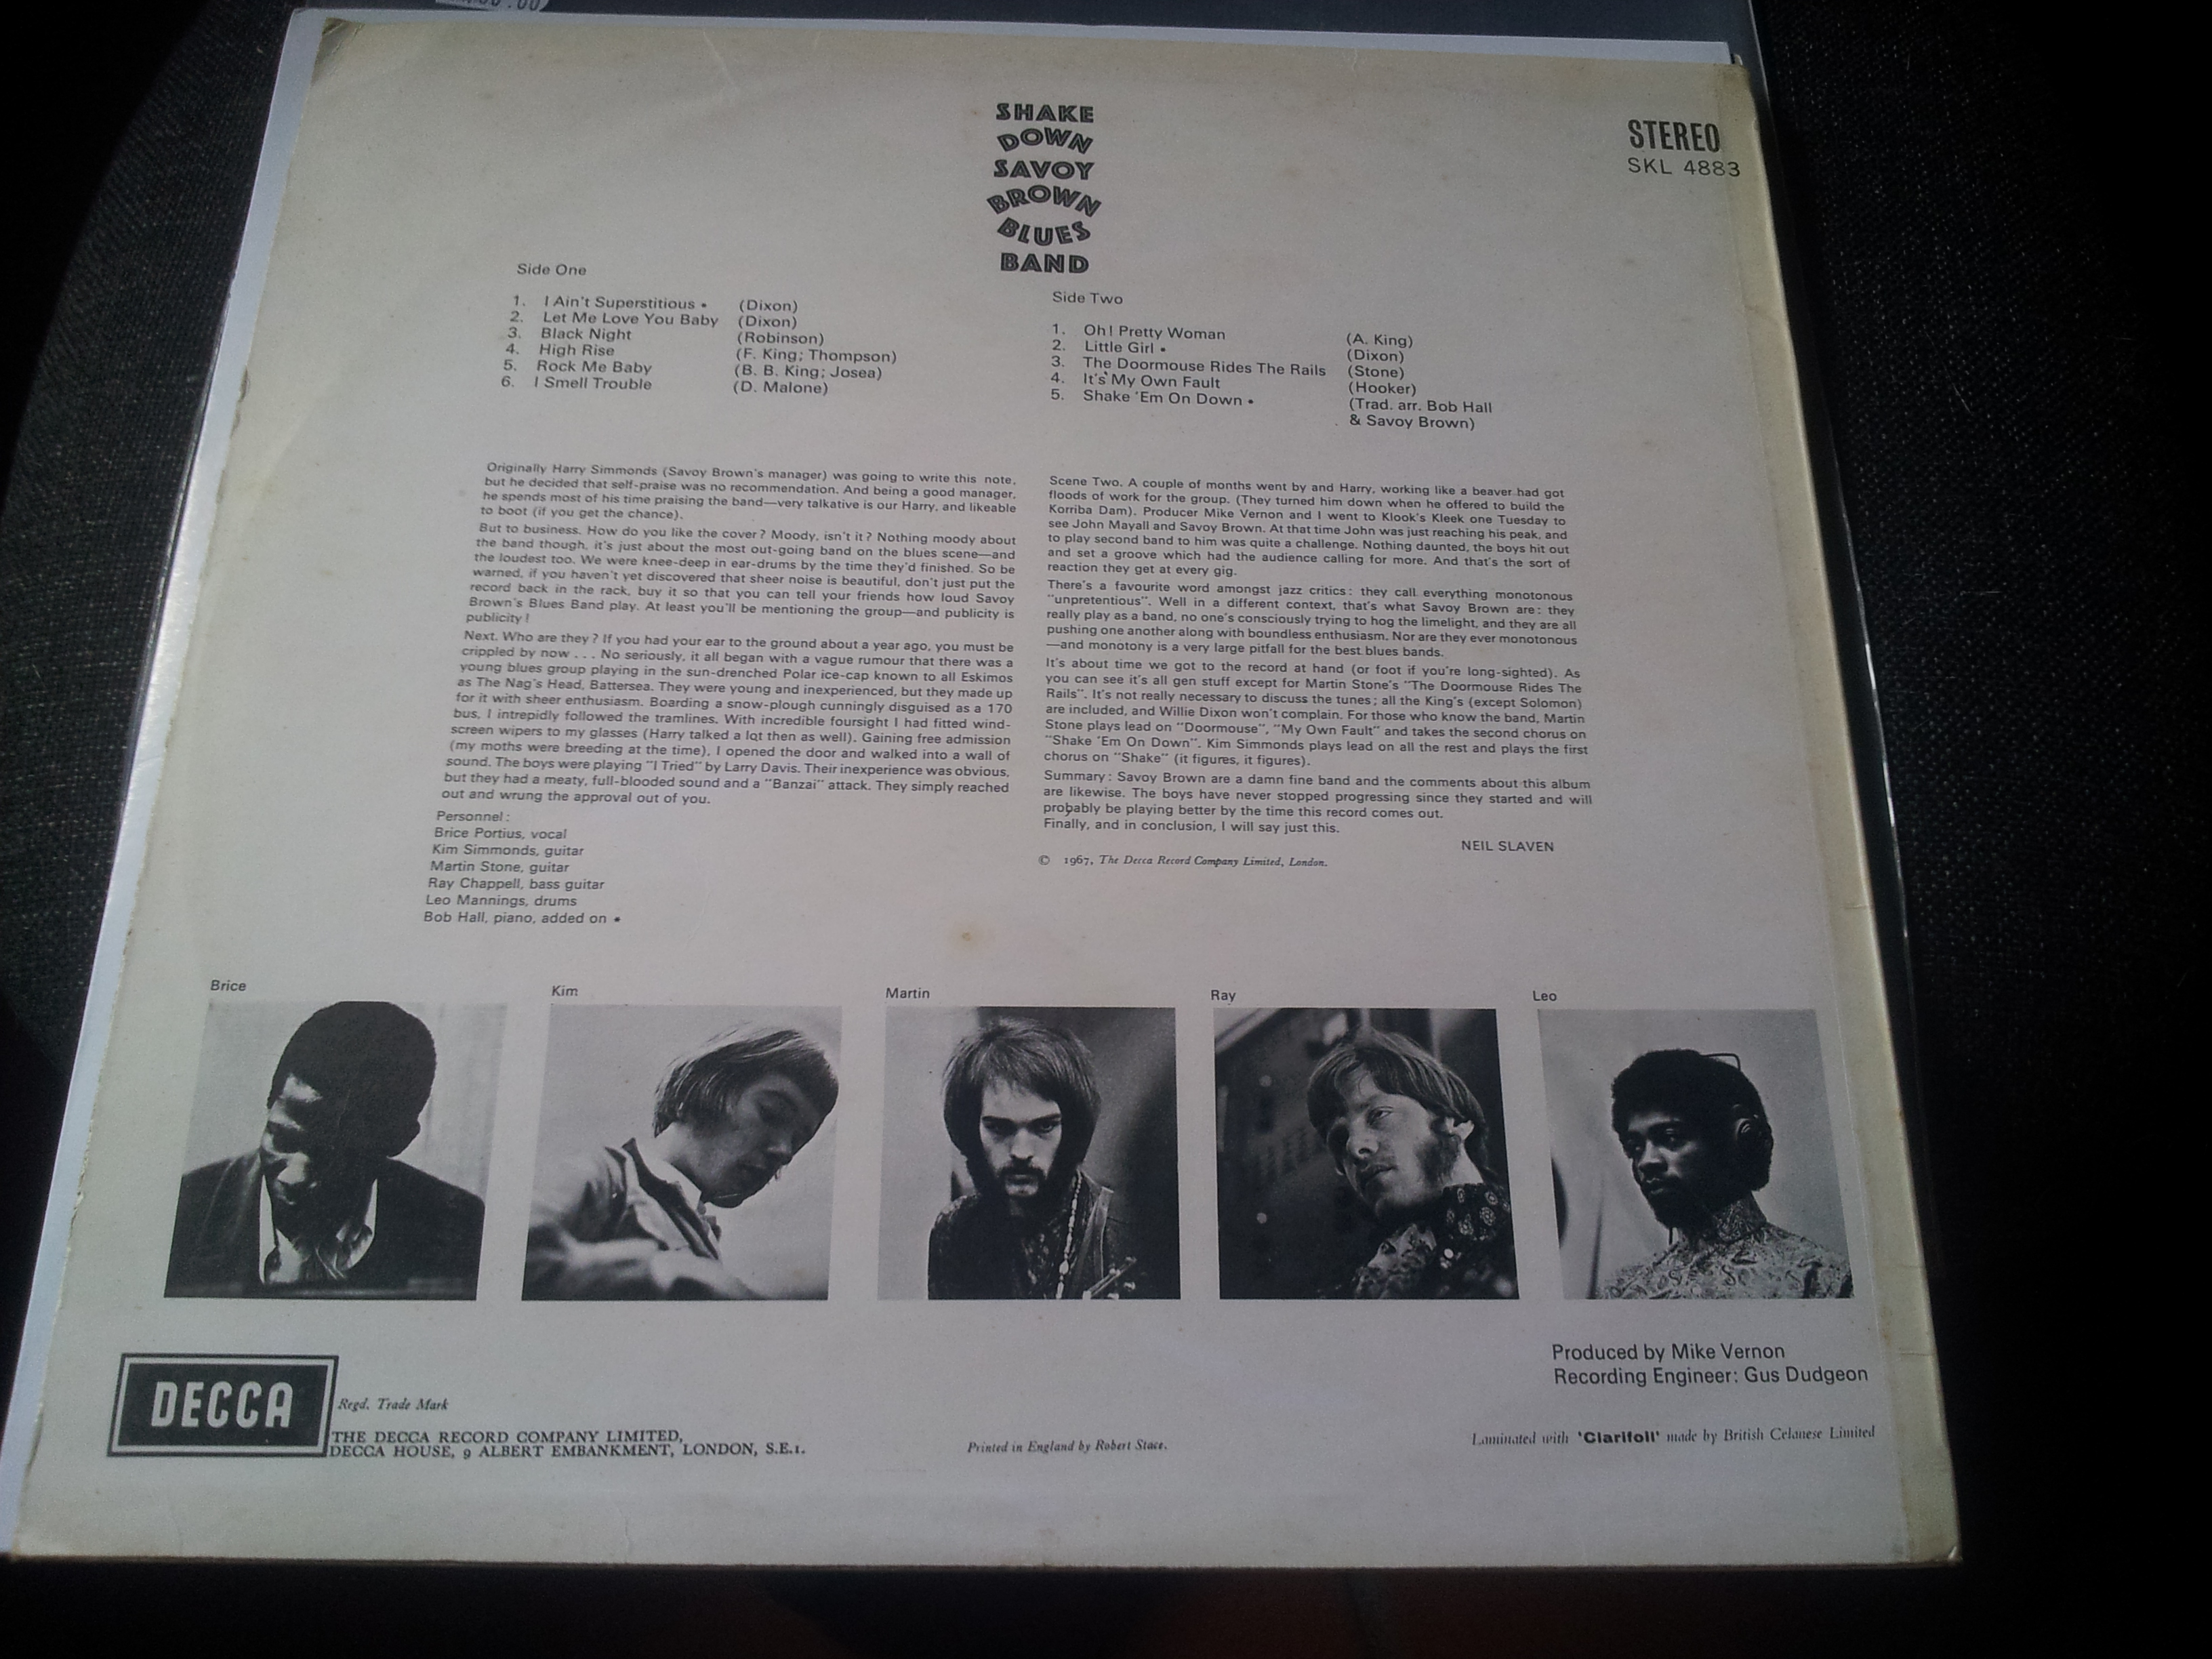 SHAKE
DOWN
SAVOY
BROWN
BLUES
BAND
STEREO
SKL 4883
Side One
1. I Ain't Superstitious • (Dixon)
2. Let Me Love You Baby (Dixon)
3. Black Night (Robinson)
4. High Rise (F. King; Thompson)
5. Rock Me Baby (B. B. King; Josea)
6. I Smell Trouble (D. Malone)
Side Two
1. Oh! Pretty Woman (A. King)
2. Little Girl • (Dixon)
3. The Doormouse Rides The Rails (Stone)
4. It's My Own Fault (Hooker)
5. Shake 'Em On Down • (Trad. arr. Bob Hall
& Savoy Brown)
Originally Harry Simmonds (Savoy Brown's manager) was going to write this note,
but he decided that self-praise was no recommendation. And being a good manager,
he spends most of his time praising the band—very talkative is our Harry, and likeable
to boot (if you get the chance).
But to business. How do you like the cover? Moody, isn't it? Nothing moody about
the band though, it's just about the most out-going band on the blues scene—and
the loudest too. We were knee-deep in ear-drums by the time they'd finished. So be
warned, if you haven't yet discovered that sheer noise is beautiful, don't just put the
record back in the rack, buy it so that you can tell your friends how loud Savoy
Brown's Blues Band play. At least you'll be mentioning the group—and publicity is
publicity!
Next. Who are they? If you had your ear to the ground about a year ago, you must be
crippled by now . . . No seriously, it all began with a vague rumour that there was a
young blues group playing in the sun-drenched Polar ice-cap known to all Eskimos
as The Nag's Head, Battersea. They were young and inexperienced, but they made up
for it with sheer enthusiasm. Boarding a snow-plough cunningly disguised as a 170
bus, I intrepidly followed the tramlines. With incredible foursight I had fitted wind-
screen wipers to my glasses (Harry talked a lot then as well). Gaining free admission
(my moths were breeding at the time), I opened the door and walked into a wall of
sound. The boys were playing "I Tried" by Larry Davis. Their inexperience was obvious,
but they had a meaty, full-blooded sound and a "Banzai" attack. They simply reached
out and wrung the approval out of you.
Personnel:
Brice Portius, vocal
Kim Simmonds, guitar
Martin Stone, guitar
Ray Chappell, bass guitar
Leo Mannings, drums
Bob Hall, piano, added on •
Scene Two. A couple of months went by and Harry, working like a beaver had got
floods of work for the group. (They turned him down when he offered to build the
Korriba Dam). Producer Mike Vernon and I went to Klook's Kleek one Tuesday to
see John Mayall and Savoy Brown. At that time John was just reaching his peak, and
to play second band to him was quite a challenge. Nothing daunted, the boys hit out
and set a groove which had the audience calling for more. And that's the sort of
reaction they get at every gig.
There's a favourite word amongst jazz critics: they call everything monotonous
"unpretentious". Well in a different context, that's what Savoy Brown are: they
really play as a band, no one's consciously trying to hog the limelight, and they are all
pushing one another along with boundless enthusiasm. Nor are they ever monotonous
—and monotony is a very large pitfall for the best blues bands.
It's about time we got to the record at hand (or foot if you're long-sighted). As
you can see it's all gen stuff except for Martin Stone's "The Doormouse Rides The
Rails". It's not really necessary to discuss the tunes; all the King's (except Solomon)
are included, and Willie Dixon won't complain. For those who know the band, Martin
Stone plays lead on "Doormouse", "My Own Fault" and takes the second chorus on
"Shake 'Em On Down". Kim Simmonds plays lead on all the rest and plays the first
chorus on "Shake" (it figures, it figures).
Summary: Savoy Brown are a damn fine band and the comments about this album
are likewise. The boys have never stopped progressing since they started and will
probably be playing better by the time this record comes out.
Finally, and in conclusion, I will say just this.
NEIL SLAVEN
© 1967, The Decca Record Company Limited, London.
Brice
Kim
Martin
Ray
Leo
Produced by Mike Vernon
Recording Engineer: Gus Dudgeon
DECCA
Regd. Trade Mark
THE DECCA RECORD COMPANY LIMITED,
DECCA HOUSE, 9 ALBERT EMBANKMENT, LONDON, S.E.1.
Printed in England by Robert Stace.
Laminated with 'Clarifoil' made by British Celanese Limited